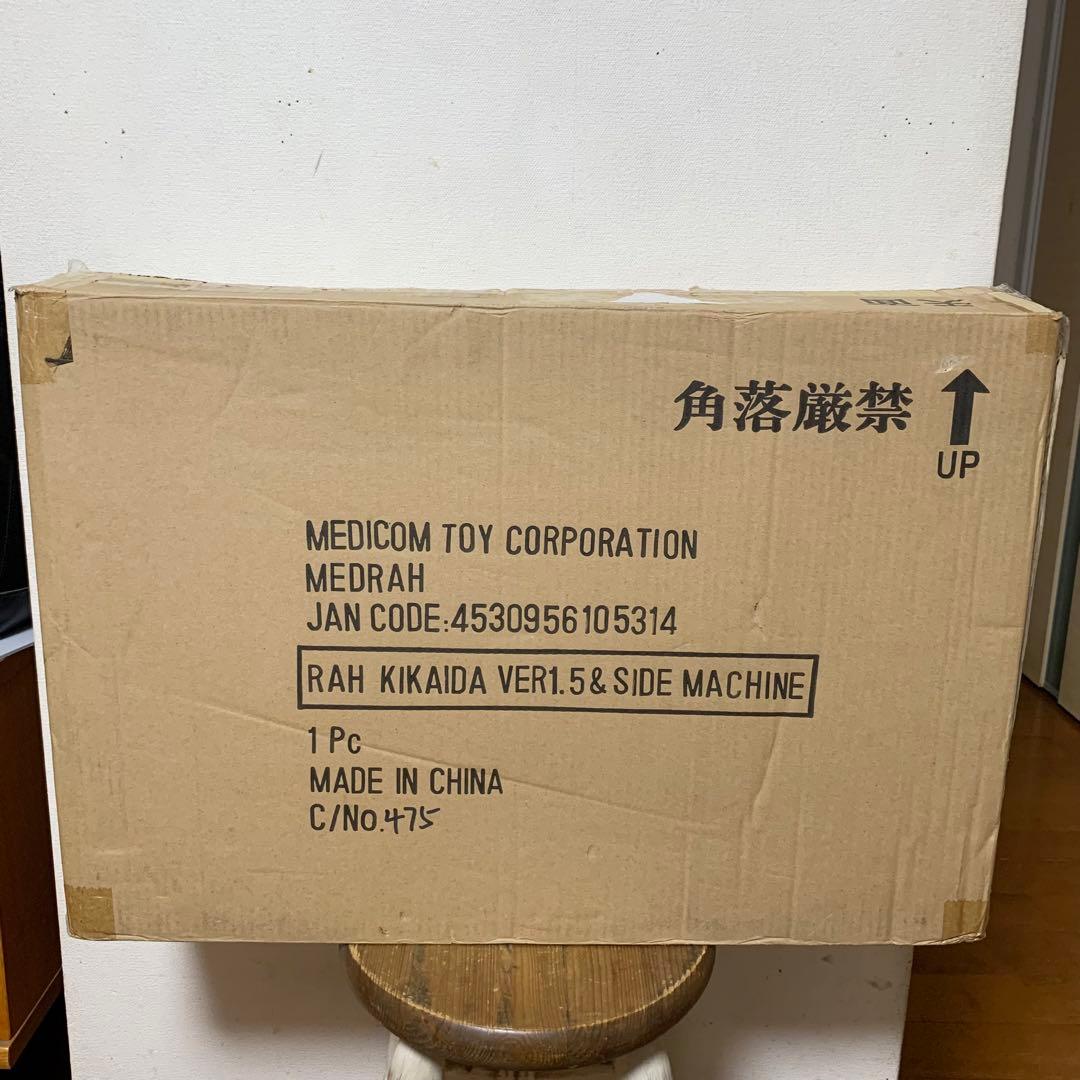 角落厳禁
UP
MEDICOM TOY CORPORATION
MEDRAH
JAN CODE:4530956105314
RAH KIKAIDA VER1.5 & SIDE MACHINE
1 Pc
MADE IN CHINA
C/No.475